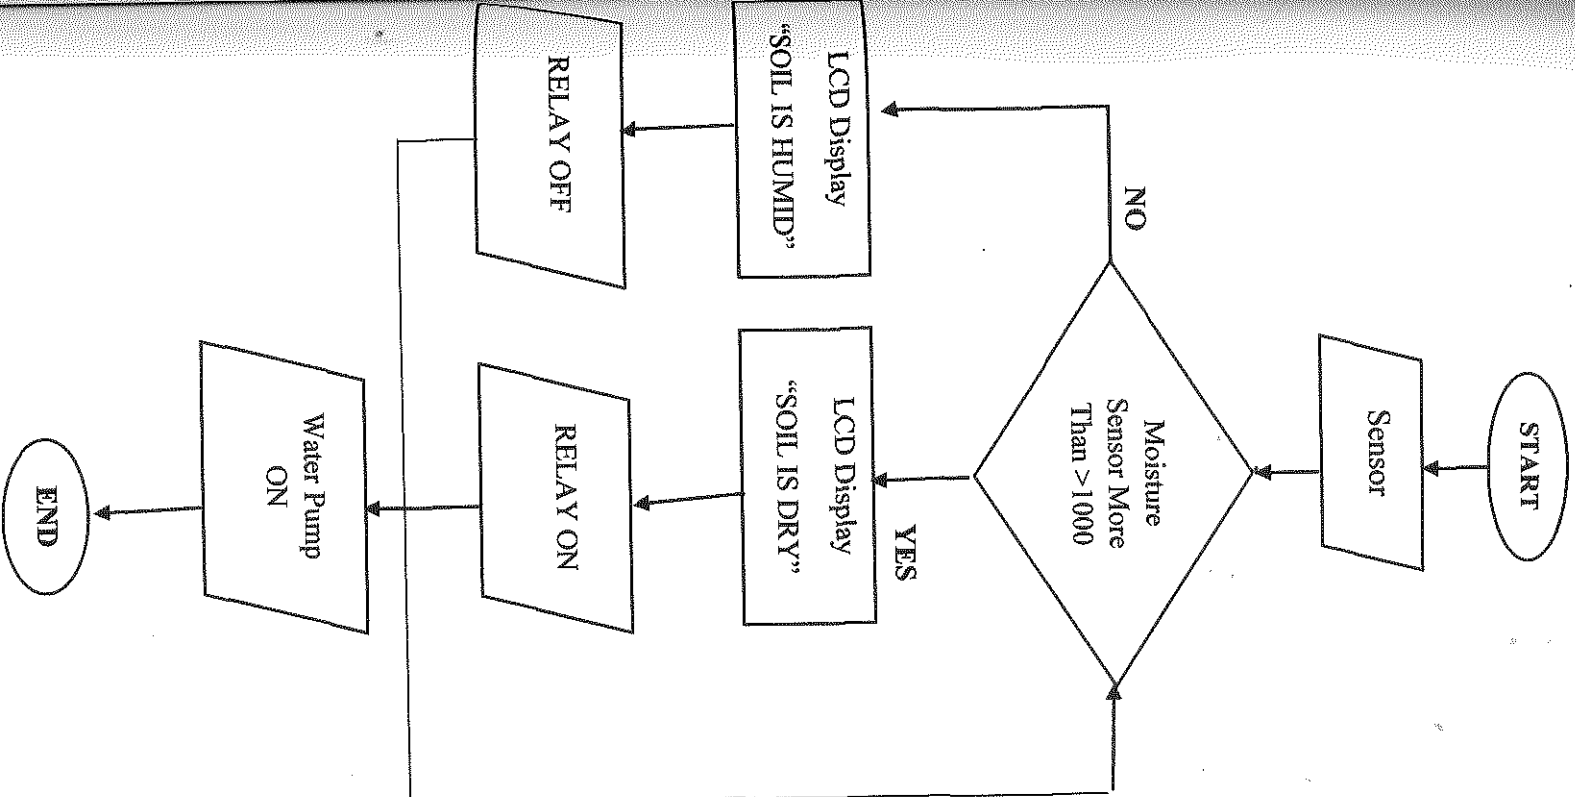 START
Sensor
Moisture
Sensor More
Than >1000
NO
YES
LCD Display
"SOIL IS HUMID"
LCD Display
"SOIL IS DRY"
RELAY OFF
RELAY ON
Water Pump
ON
END